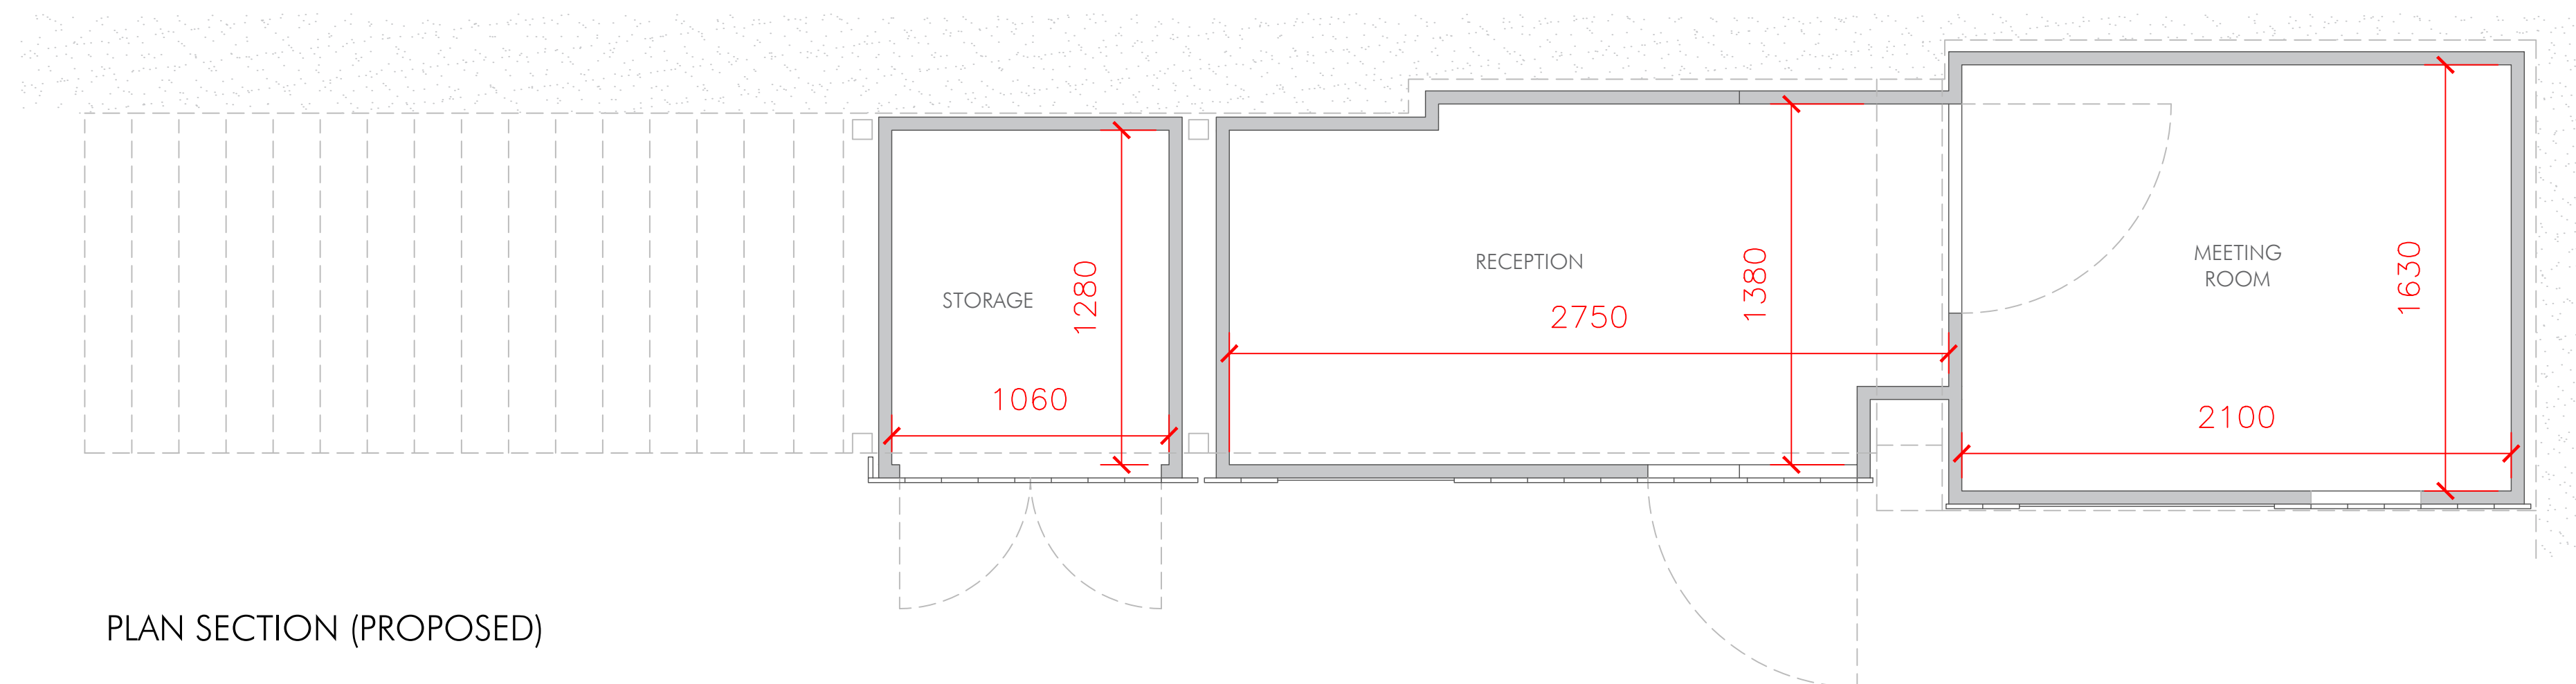 STORAGE
1280
1060
RECEPTION
2750
1380
MEETING
ROOM
1630
2100
PLAN SECTION (PROPOSED)